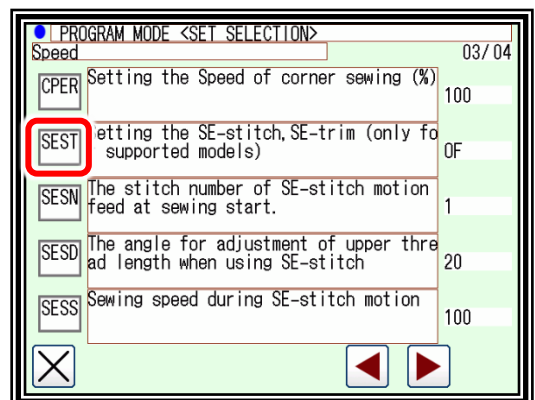 PROGRAM MODE <SET SELECTION>
Speed 03/04
CPER Setting the Speed of corner sewing (%) 100
SEST Setting the SE-stitch,SE-trim (only fo
supported models) OF
SESN The stitch number of SE-stitch motion
feed at sewing start. 1
SESD The angle for adjustment of upper thre
ad length when using SE-stitch 20
SESS Sewing speed during SE-stitch motion 100